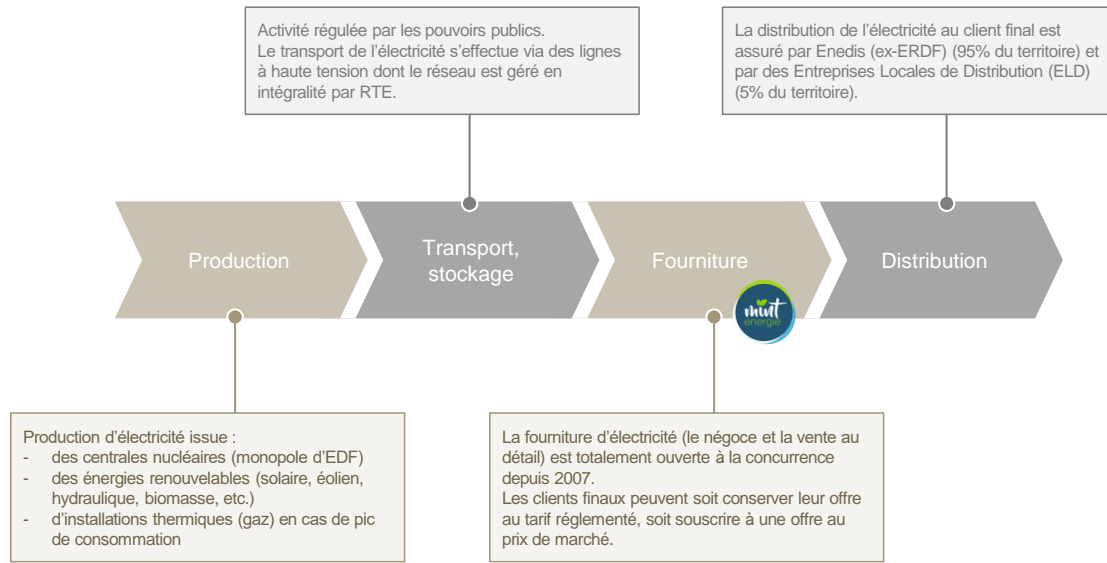 Activité régulée par les pouvoirs publics.
Le transport de l'électricité s'effectue via des lignes
à haute tension dont le réseau est géré en
intégralité par RTE.
La distribution de l'électricité au client final est
assuré par Enedis (ex-ERDF) (95% du territoire) et
par des Entreprises Locales de Distribution (ELD)
(5% du territoire).
Production
Transport,
stockage
Fourniture
Distribution
mint
énergie
Production d'électricité issue :
- des centrales nucléaires (monopole d'EDF)
- des énergies renouvelables (solaire, éolien,
hydraulique, biomasse, etc.)
- d'installations thermiques (gaz) en cas de pic
de consommation
La fourniture d'électricité (le négoce et la vente au
détail) est totalement ouverte à la concurrence
depuis 2007.
Les clients finaux peuvent soit conserver leur offre
au tarif réglementé, soit souscrire à une offre au
prix de marché.